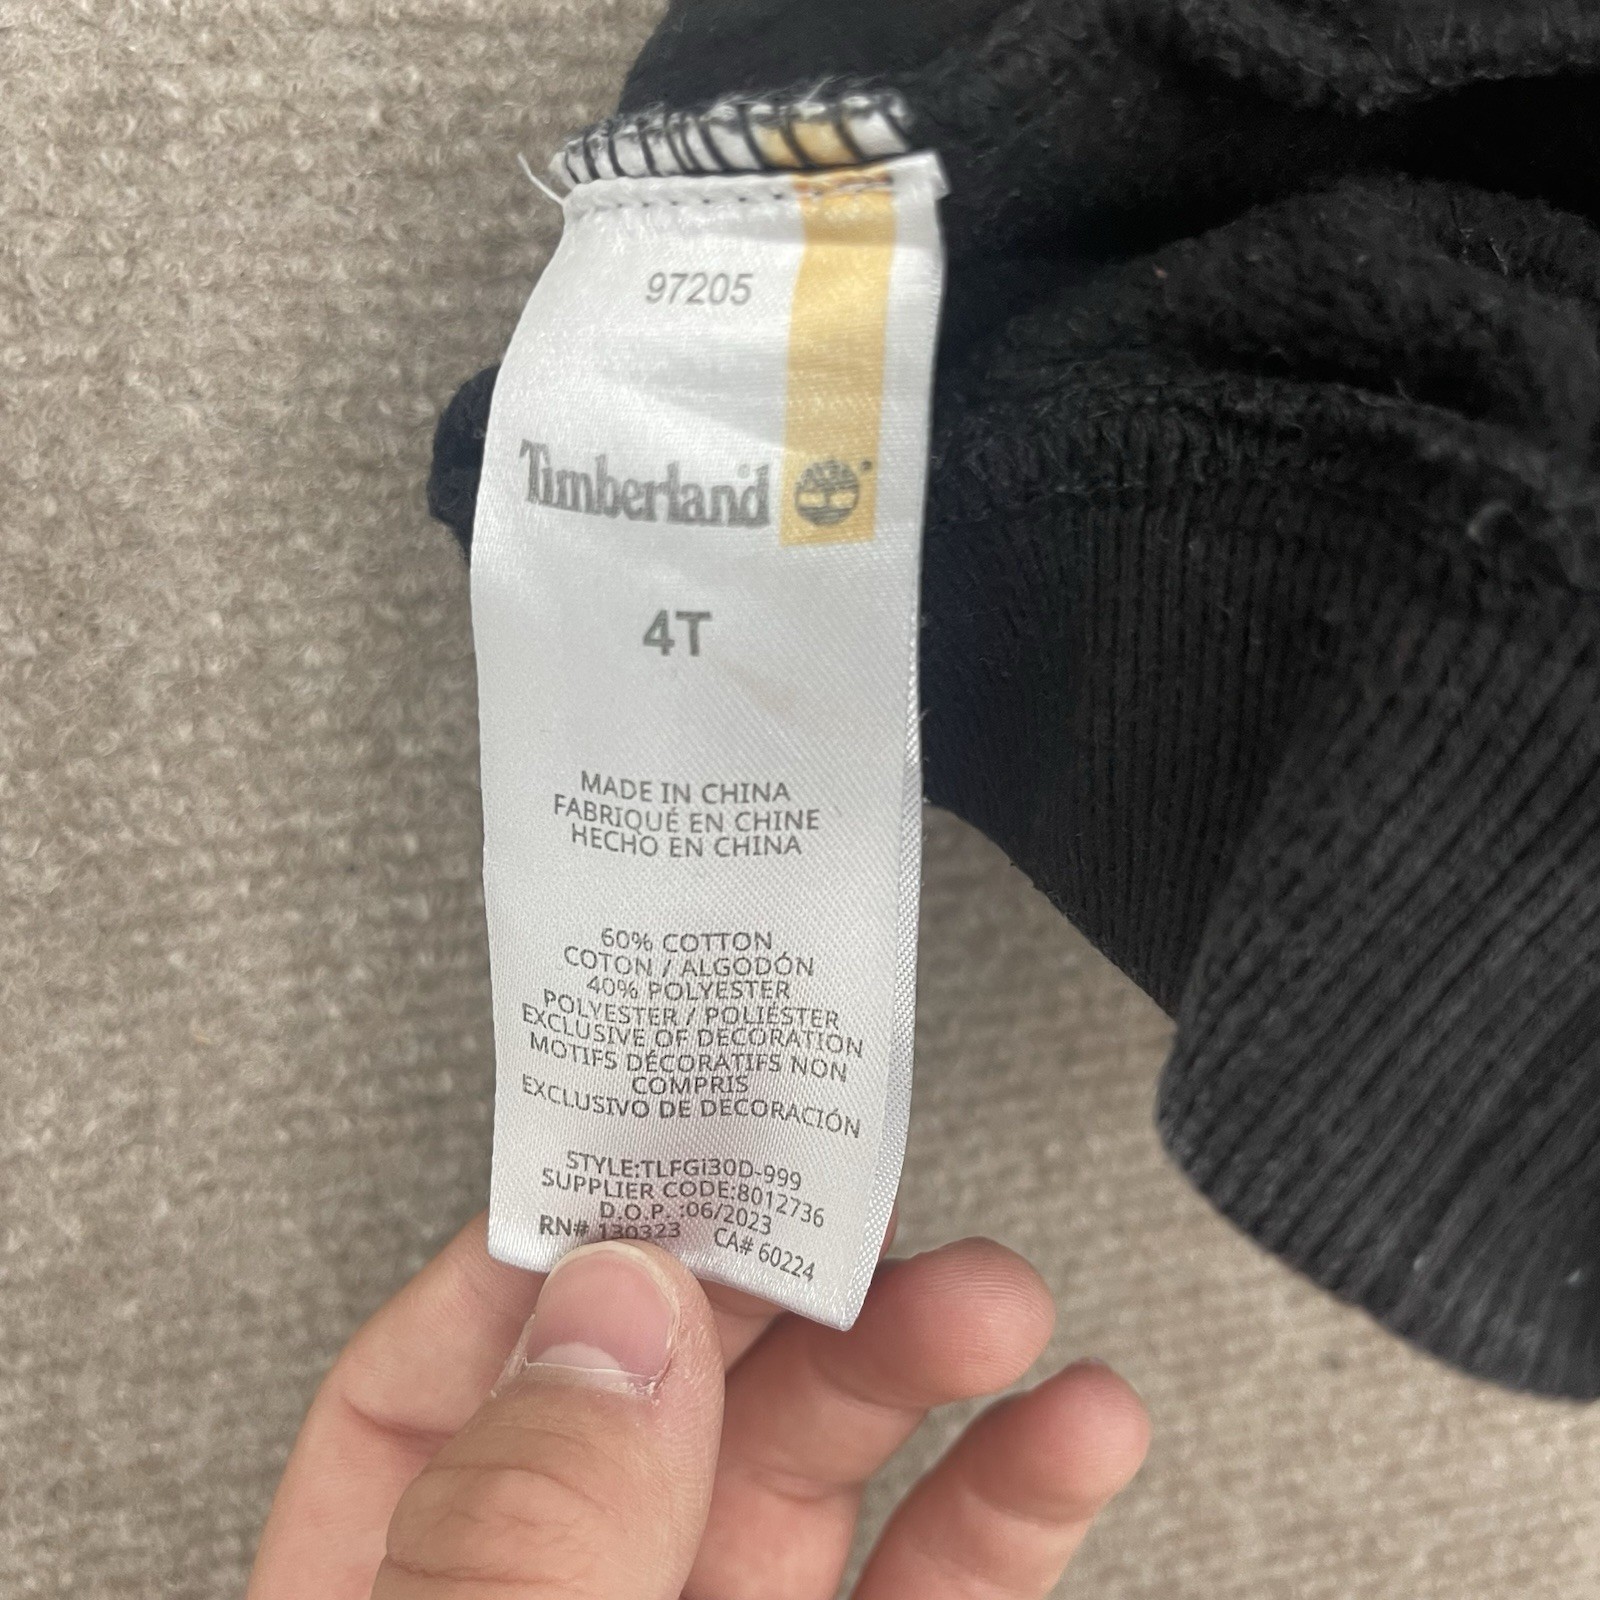 97205
Timberland
4T
MADE IN CHINA
FABRIQUÉ EN CHINE
HECHO EN CHINA
60% COTTON
COTON / ALGODÓN
40% POLYESTER
POLYESTER / POLIÉSTER
EXCLUSIVE OF DECORATION
MOTIFS DÉCORATIFS NON
COMPRIS
EXCLUSIVO DE DECORACIÓN
STYLE:TLFGi30D-999
SUPPLIER CODE:8012736
D.O.P. :06/2023
RN# 130323 CA# 60224